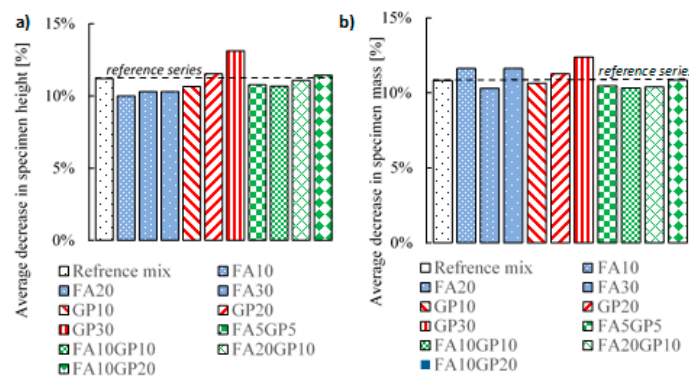 a)
15%
10%
5%
0%
Average decrease in specimen height [%]
reference series
Refrence mix
FA10
FA20
FA30
GP10
GP20
GP30
FA5GP5
FA10GP10
FA20GP10
FA10GP20
b)
15%
10%
5%
0%
Average decrease in specimen mass [%]
reference series
Refrence mix
FA10
FA20
FA30
GP10
GP20
GP30
FA5GP5
FA10GP10
FA20GP10
FA10GP20